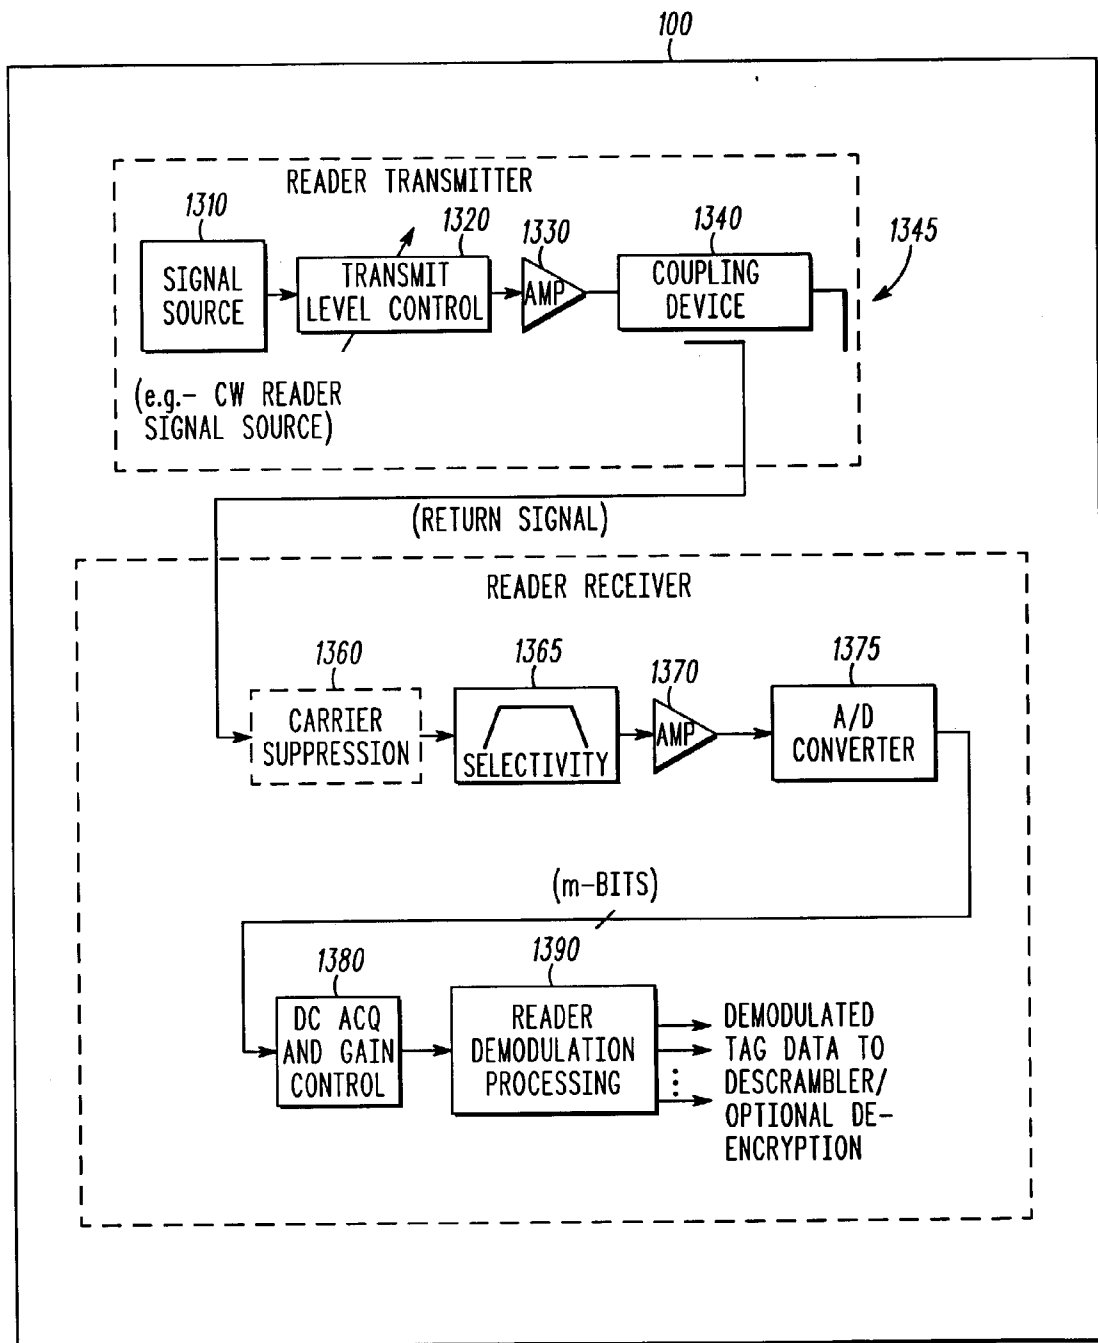 100
READER TRANSMITTER
1310
SIGNAL
SOURCE
1320
TRANSMIT
LEVEL CONTROL
1330
AMP
1340
COUPLING
DEVICE
1345
(e.g.- CW READER
SIGNAL SOURCE)
(RETURN SIGNAL)
READER RECEIVER
1360
CARRIER
SUPPRESSION
1365
SELECTIVITY
1370
AMP
1375
A/D
CONVERTER
(m-BITS)
1380
DC ACQ
AND GAIN
CONTROL
1390
READER
DEMODULATION
PROCESSING
DEMODULATED
TAG DATA TO
DESCRAMBLER/
OPTIONAL DE-
ENCRYPTION